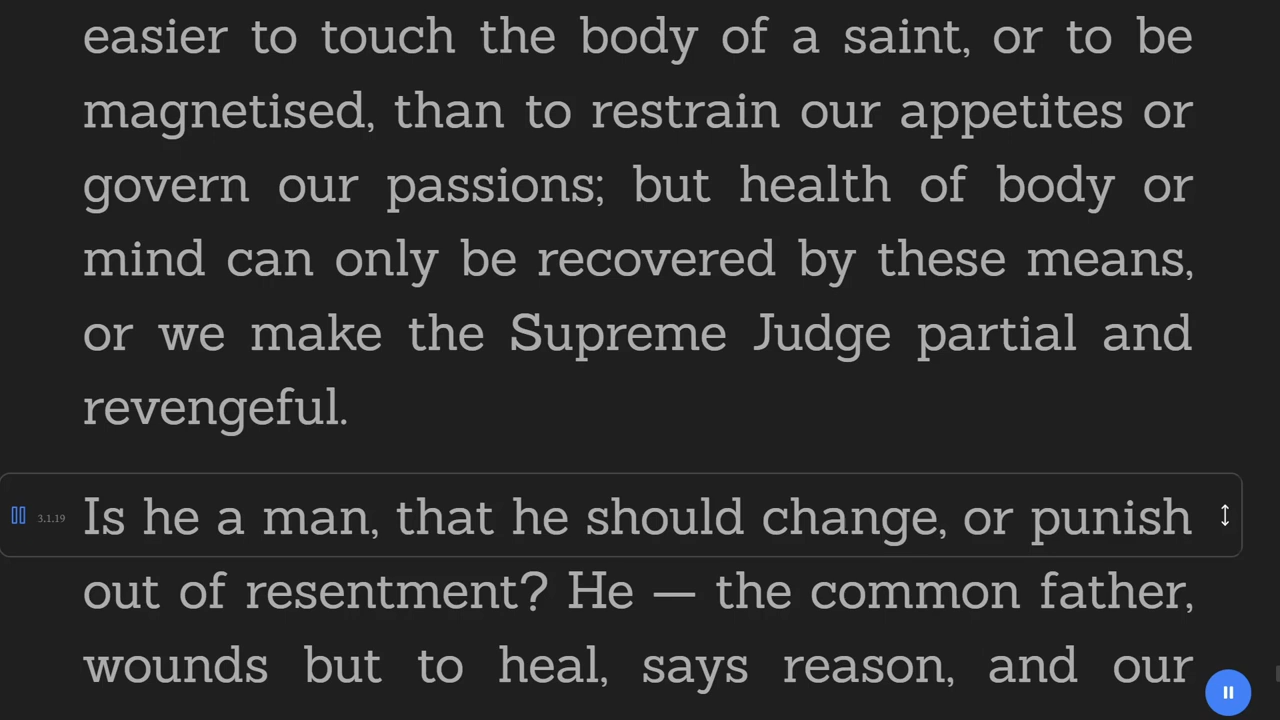 easier to touch the body of a saint, or to be
magnetised, than to restrain our appetites or
govern our passions; but health of body or
mind can only be recovered by these means,
or we make the Supreme Judge partial and
revengeful.
3.1.19 Is he a man, that he should change, or punish
out of resentment? He — the common father,
wounds but to heal, says reason, and our